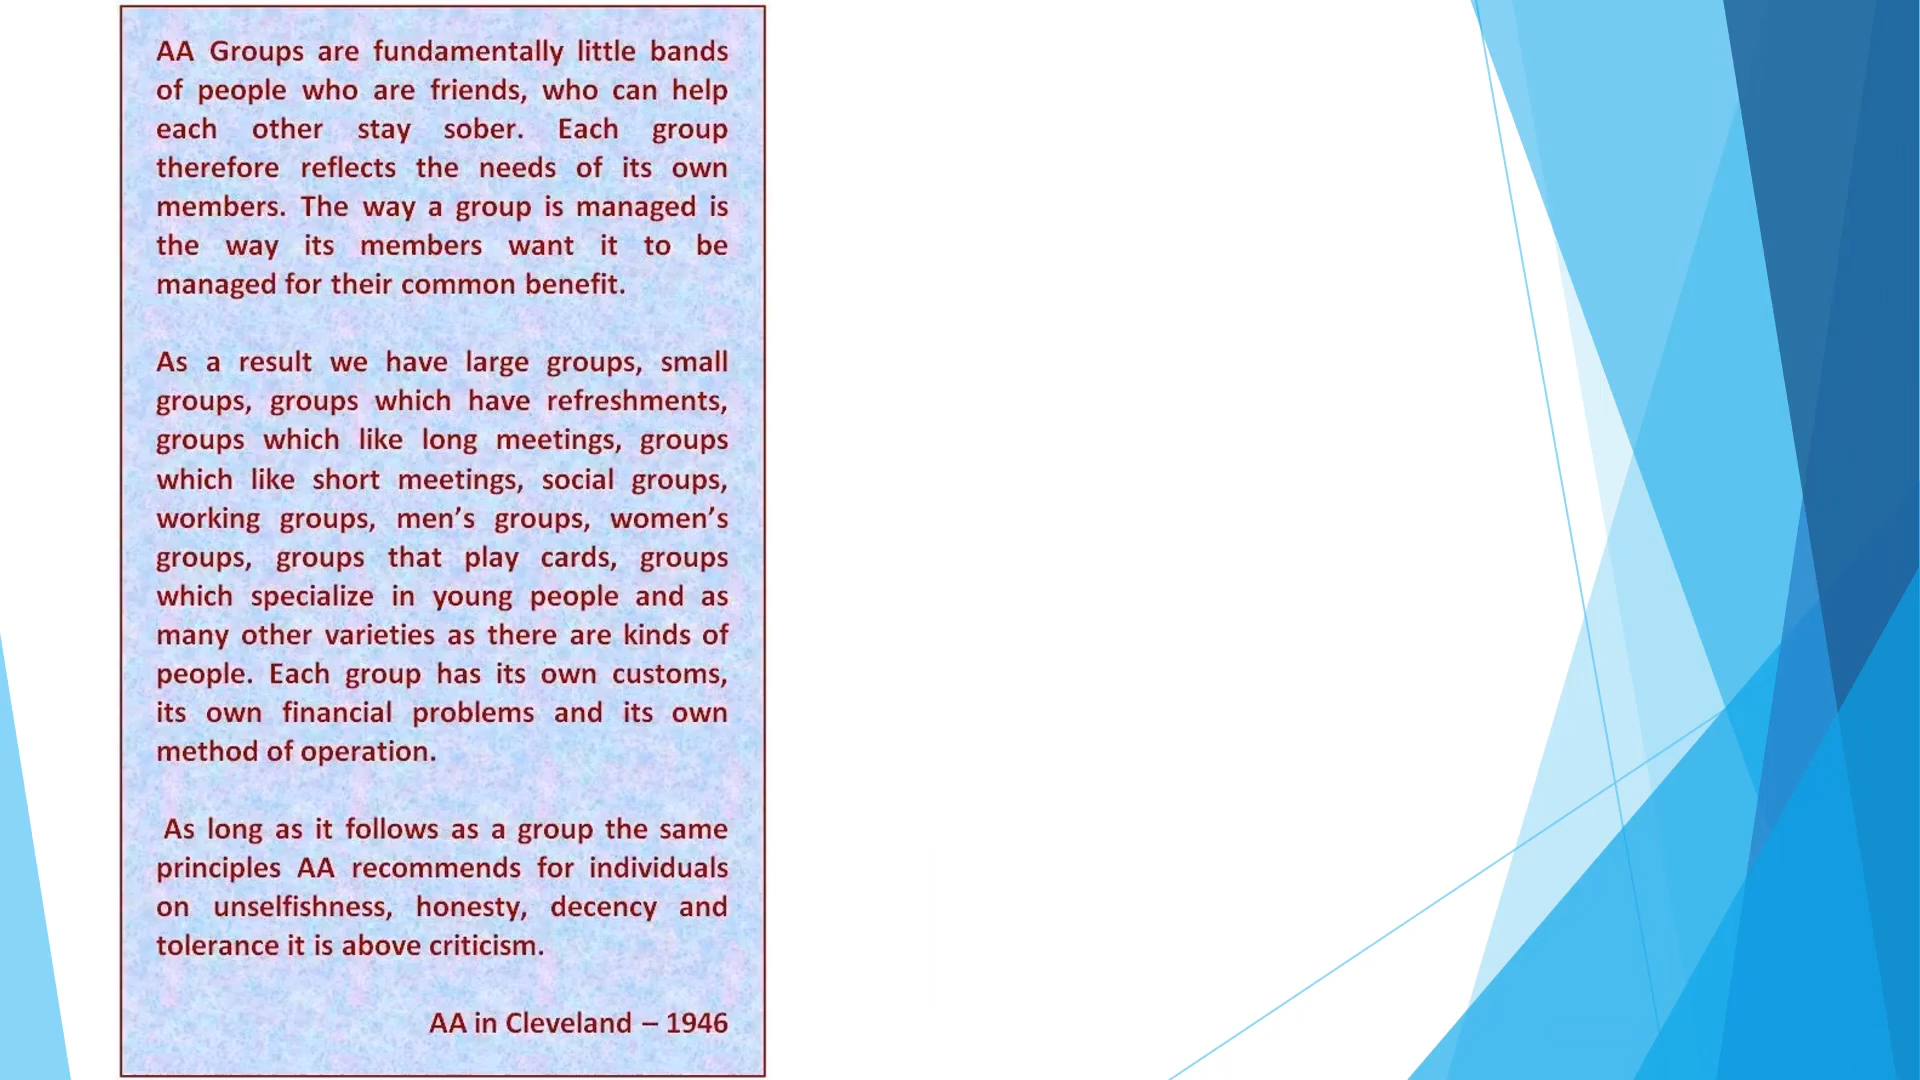 AA Groups are fundamentally little bands
of people who are friends, who can help
each other stay sober. Each group
therefore reflects the needs of its own
members. The way a group is managed is
the way its members want it to be
managed for their common benefit.
As a result we have large groups, small
groups, groups which have refreshments,
groups which like long meetings, groups
which like short meetings, social groups,
working groups, men’s groups, women’s
groups, groups that play cards, groups
which specialize in young people and as
many other varieties as there are kinds of
people. Each group has its own customs,
its own financial problems and its own
method of operation.
As long as it follows as a group the same
principles AA recommends for individuals
on unselfishness, honesty, decency and
tolerance it is above criticism.
AA in Cleveland – 1946